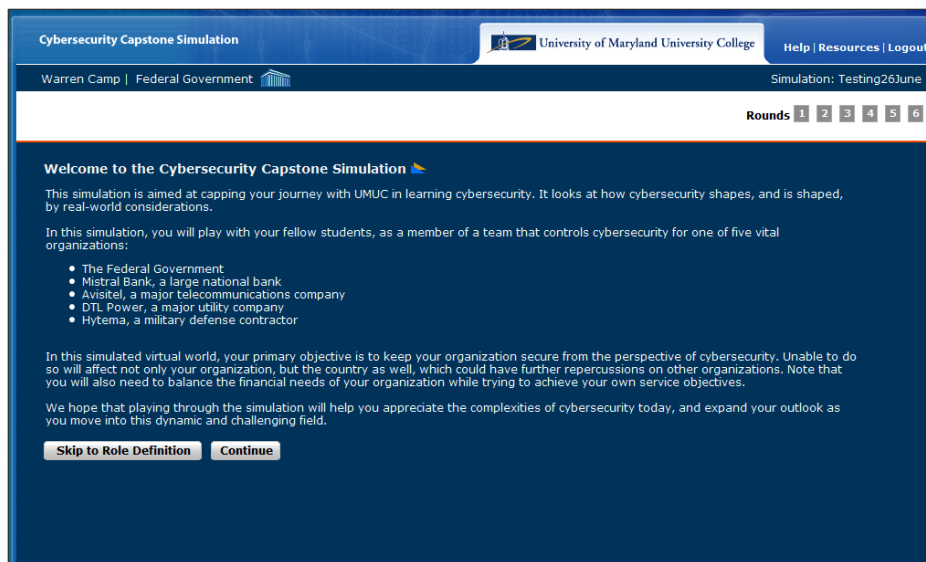 Cybersecurity Capstone Simulation
University of Maryland University College
Help | Resources | Logout
Warren Camp | Federal Government
Simulation: Testing26June
Rounds 1 2 3 4 5 6
Welcome to the Cybersecurity Capstone Simulation
This simulation is aimed at capping your journey with UMUC in learning cybersecurity. It looks at how cybersecurity shapes, and is shaped,
by real-world considerations.
In this simulation, you will play with your fellow students, as a member of a team that controls cybersecurity for one of five vital
organizations:
• The Federal Government
• Mistral Bank, a large national bank
• Avisitel, a major telecommunications company
• DTL Power, a major utility company
• Hytema, a military defense contractor
In this simulated virtual world, your primary objective is to keep your organization secure from the perspective of cybersecurity. Unable to do
so will affect not only your organization, but the country as well, which could have further repercussions on other organizations. Note that
you will also need to balance the financial needs of your organization while trying to achieve your own service objectives.
We hope that playing through the simulation will help you appreciate the complexities of cybersecurity today, and expand your outlook as
you move into this dynamic and challenging field.
Skip to Role Definition Continue